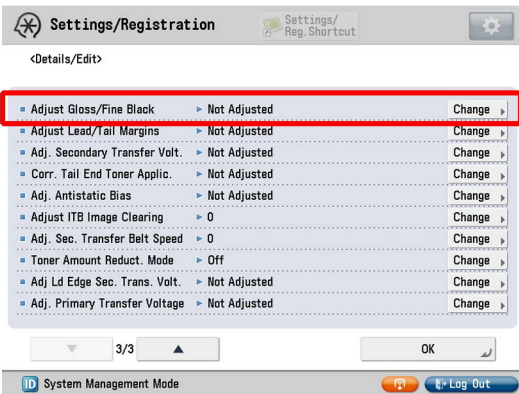 Settings/Registration
Settings/
Reg.Shortcut
<Details/Edit>
Adjust Gloss/Fine Black Not Adjusted Change
Adjust Lead/Tail Margins Not Adjusted Change
Adj. Secondary Transfer Volt. Not Adjusted Change
Corr. Tail End Toner Applic. Not Adjusted Change
Adj. Antistatic Bias Not Adjusted Change
Adjust ITB Image Clearing 0 Change
Adj. Sec. Transfer Belt Speed 0 Change
Toner Amount Reduct. Mode Off Change
Adj Ld Edge Sec. Trans. Volt. Not Adjusted Change
Adj. Primary Transfer Voltage Not Adjusted Change
3/3 OK
ID System Management Mode Log Out